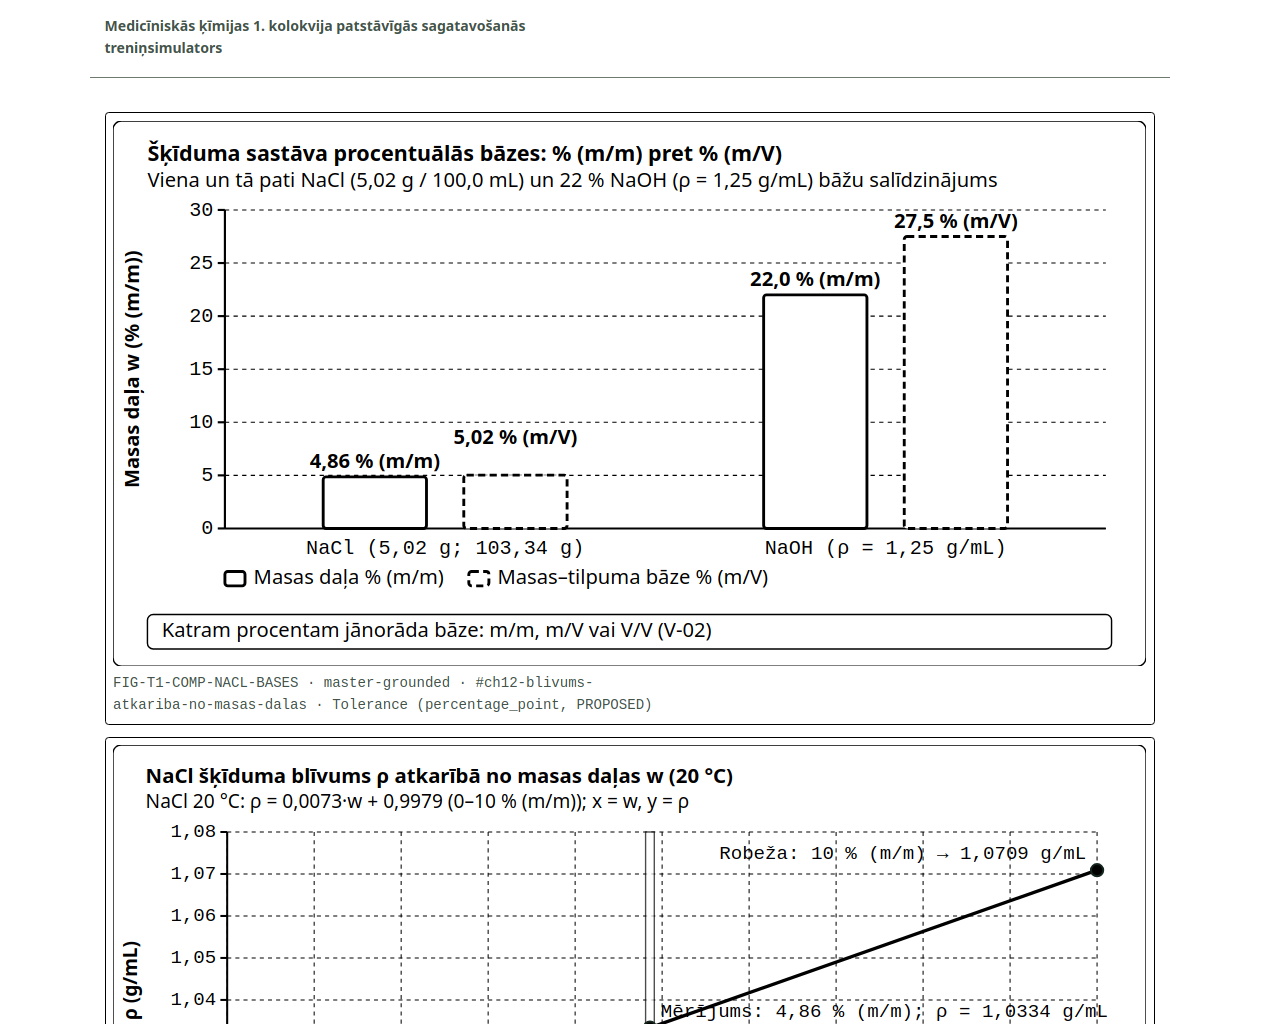 Medicīniskās ķīmijas 1. kolokvija patstāvīgās sagatavošanās
treniņsimulators
Šķīduma sastāva procentuālās bāzes: % (m/m) pret % (m/V)
Viena un tā pati NaCl (5,02 g / 100,0 mL) un 22 % NaOH (ρ = 1,25 g/mL) bāžu salīdzinājums
Masas daļa w (% (m/m))
30
25
20
15
10
5
0
4,86 % (m/m)
5,02 % (m/V)
22,0 % (m/m)
27,5 % (m/V)
NaCl (5,02 g; 103,34 g)
NaOH (ρ = 1,25 g/mL)
Masas daļa % (m/m)
Masas–tilpuma bāze % (m/V)
Katram procentam jānorāda bāze: m/m, m/V vai V/V (V-02)
FIG-T1-COMP-NACL-BASES · master-grounded · #ch12-blivums-
atkariba-no-masas-dalas · Tolerance (percentage_point, PROPOSED)
NaCl šķīduma blīvums ρ atkarībā no masas daļas w (20 °C)
NaCl 20 °C: ρ = 0,0073·w + 0,9979 (0–10 % (m/m)); x = w, y = ρ
ρ (g/mL)
1,08
1,07
1,06
1,05
1,04
Robeža: 10 % (m/m) → 1,0709 g/mL
Mērījums: 4,86 % (m/m); ρ = 1,0334 g/mL